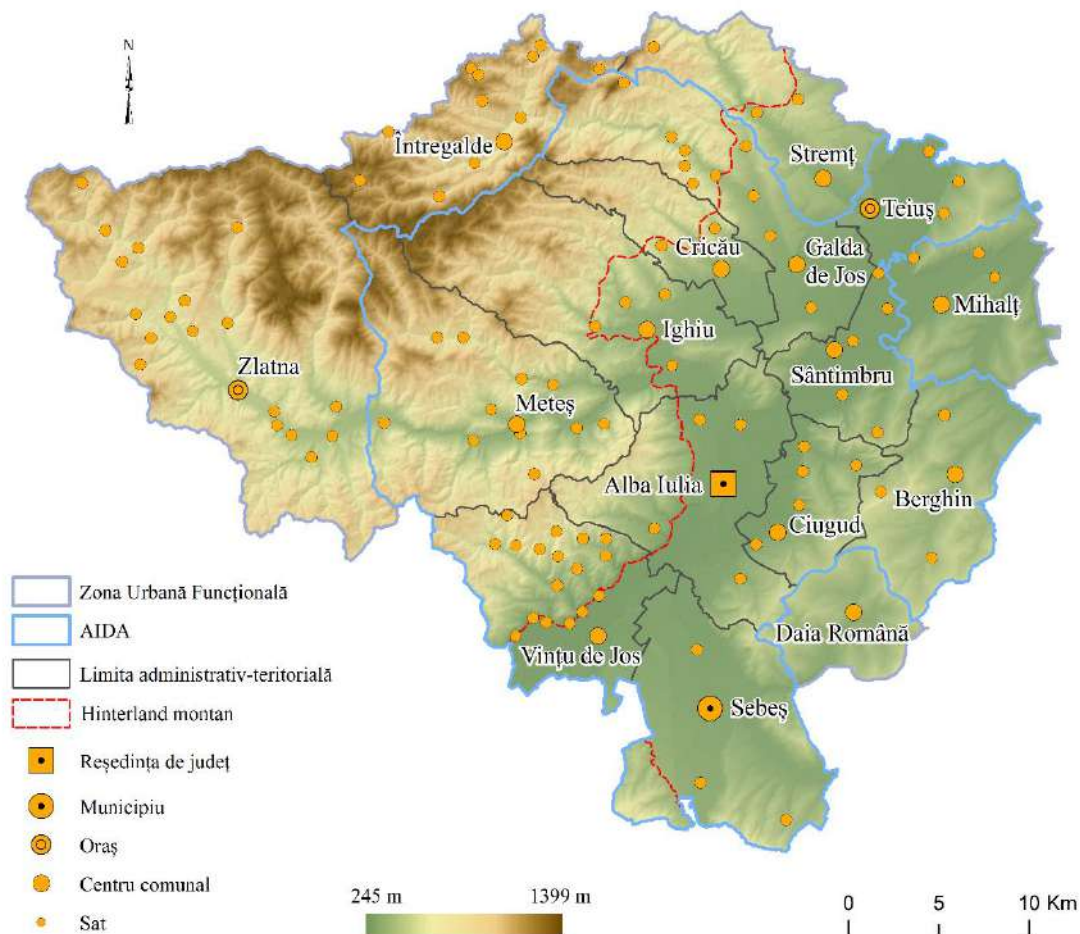 N
Întregalde
Stremț
Teiuș
Cricău
Galda
de Jos
Mihalț
Ighiu
Zlatna
Sântimbru
Meteș
Alba Iulia
Berghin
Ciugud
Daia Română
Vințu de Jos
Sebeș
Zona Urbană Funcțională
AIDA
Limita administrativ-teritorială
Hinterland montan
Reședința de județ
Municipiu
Oraș
Centru comunal
Sat
245 m
1399 m
0 5 10 Km